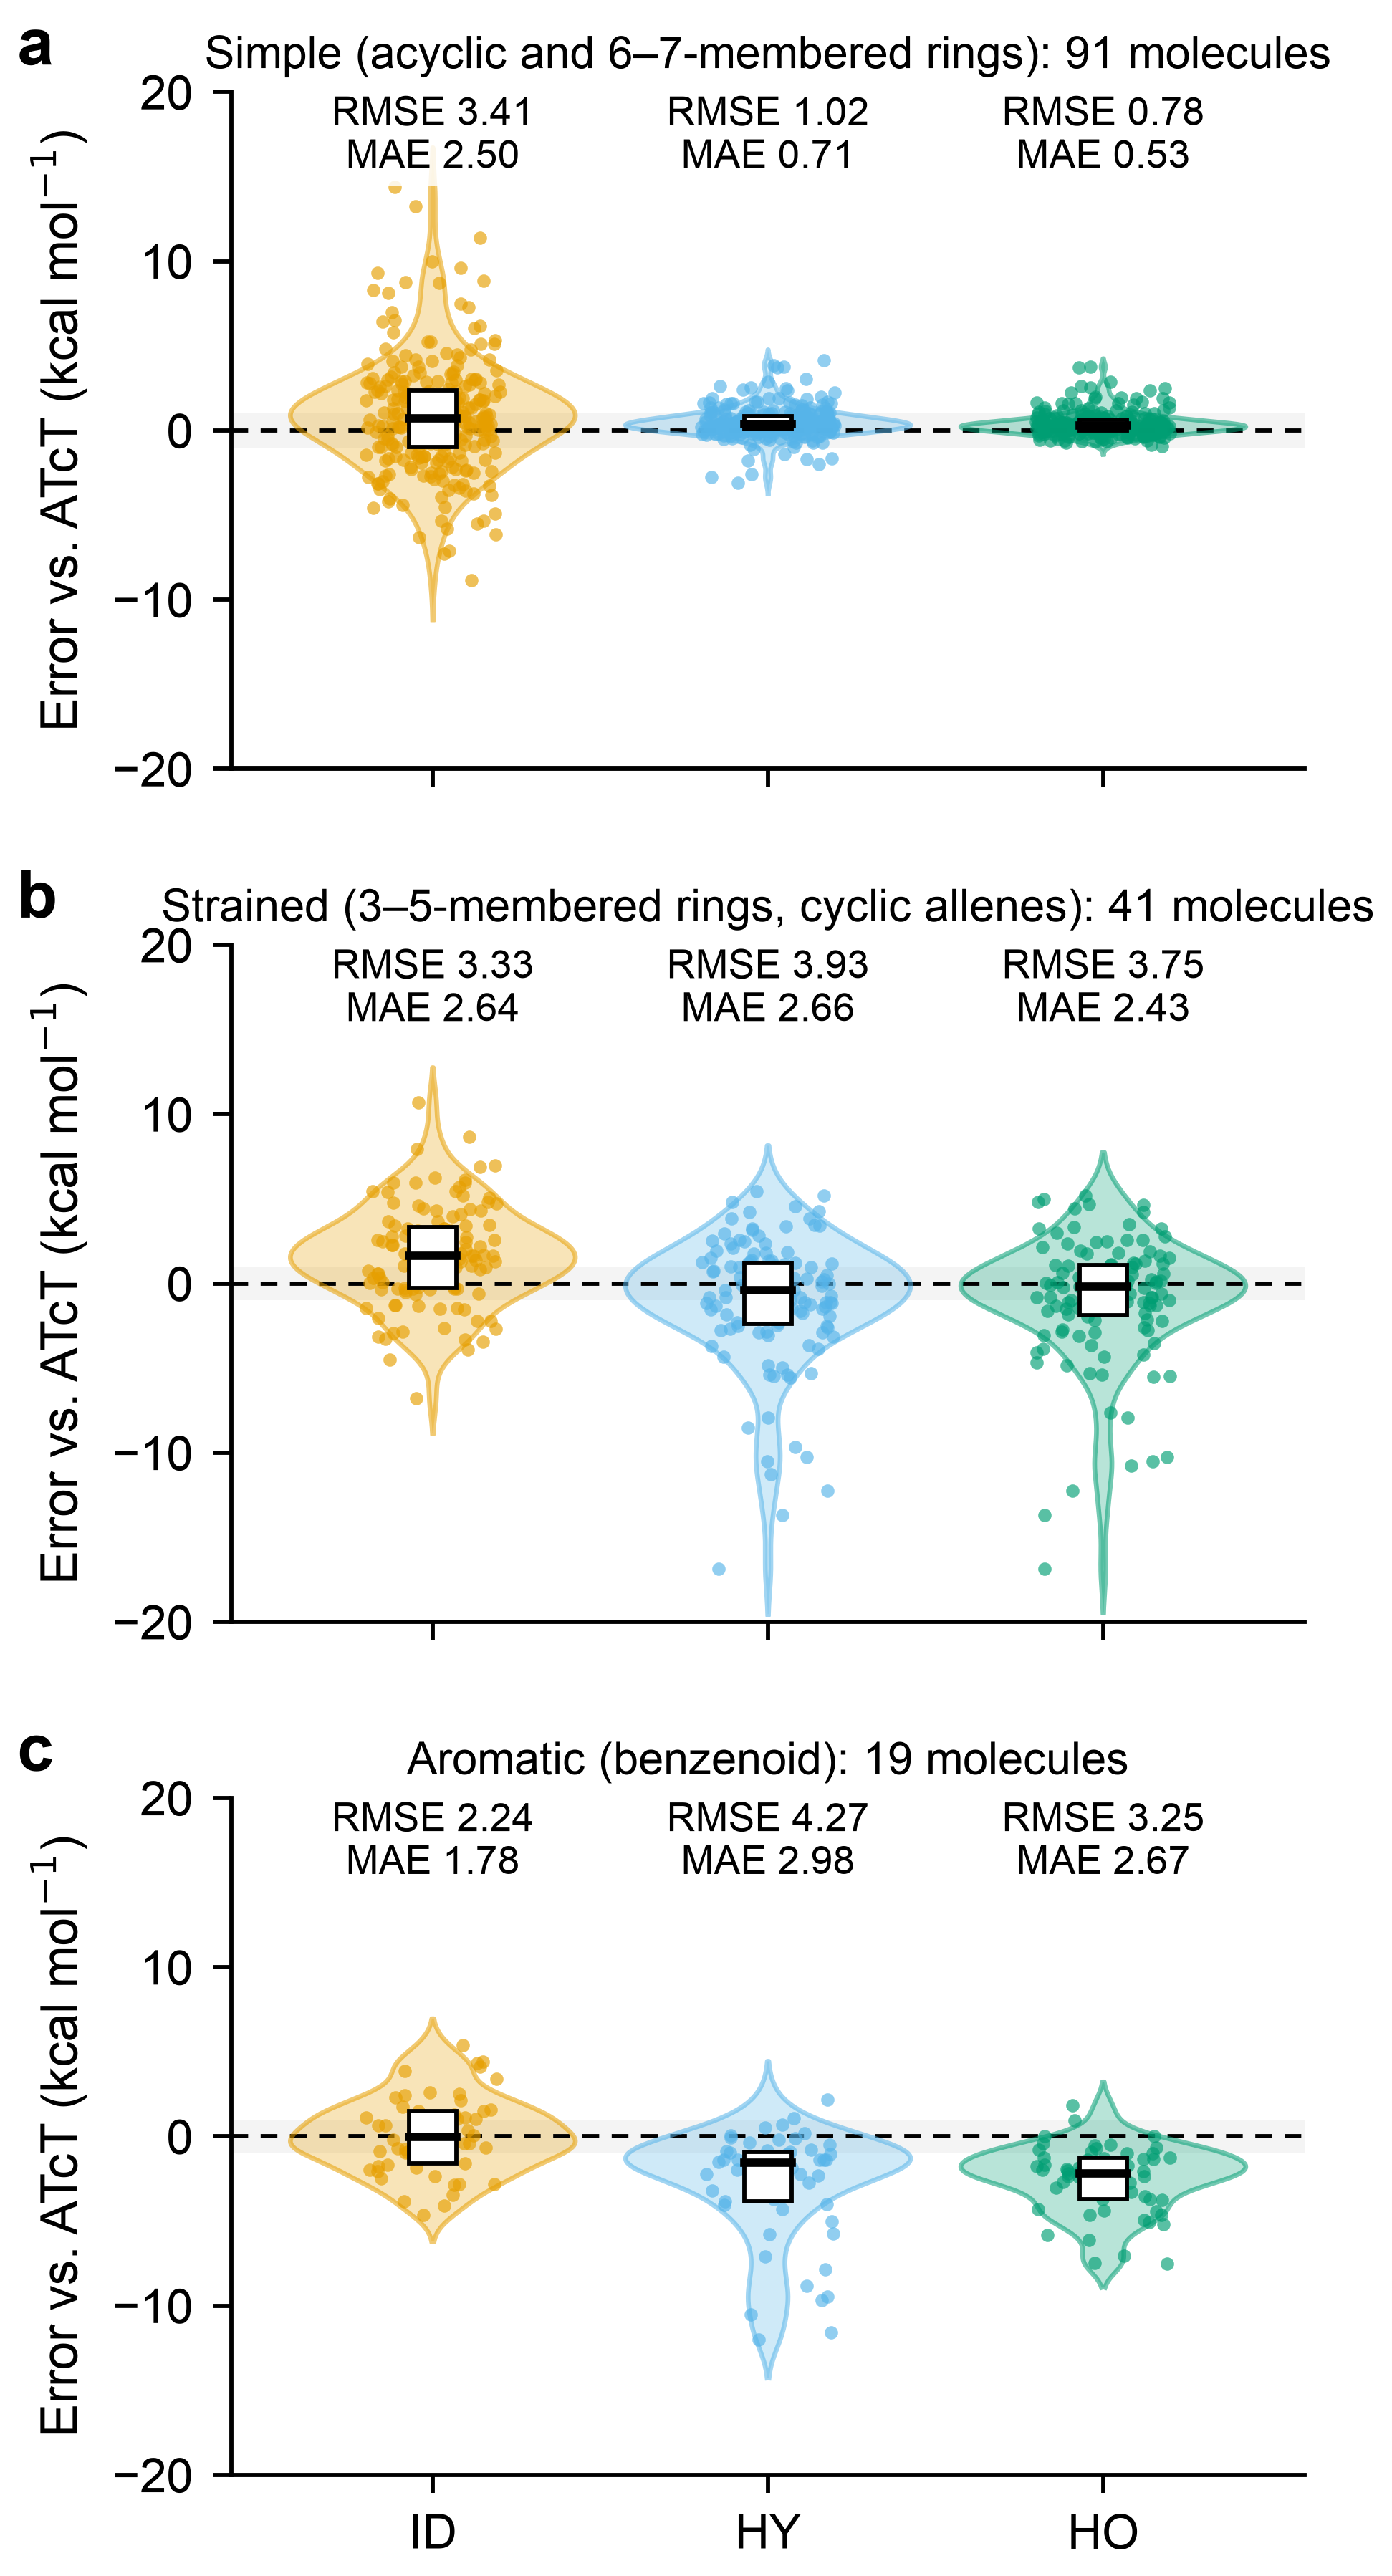 a
Simple (acyclic and 6–7-membered rings): 91 molecules
RMSE 3.41
MAE 2.50
RMSE 1.02
MAE 0.71
RMSE 0.78
MAE 0.53
20
10
0
−10
−20
Error vs. ATcT (kcal mol⁻¹)
b
Strained (3–5-membered rings, cyclic allenes): 41 molecules
RMSE 3.33
MAE 2.64
RMSE 3.93
MAE 2.66
RMSE 3.75
MAE 2.43
20
10
0
−10
−20
Error vs. ATcT (kcal mol⁻¹)
c
Aromatic (benzenoid): 19 molecules
RMSE 2.24
MAE 1.78
RMSE 4.27
MAE 2.98
RMSE 3.25
MAE 2.67
20
10
0
−10
−20
Error vs. ATcT (kcal mol⁻¹)
ID
HY
HO